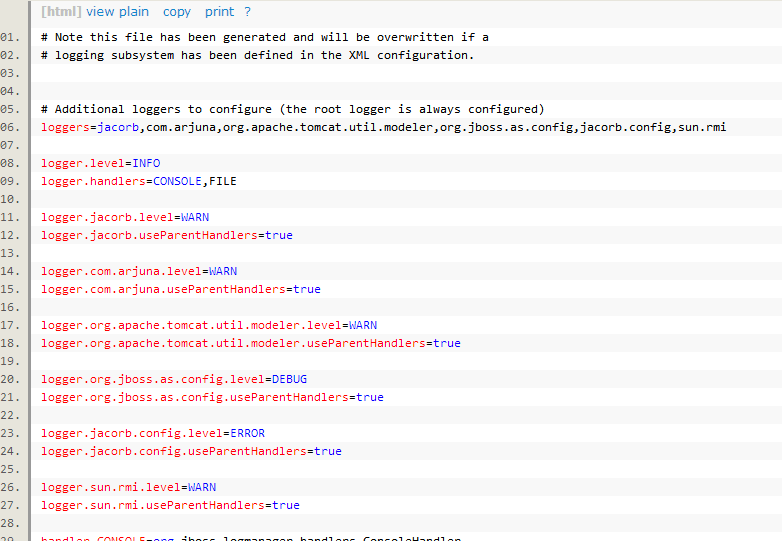 [html] view plain copy print ?
01. # Note this file has been generated and will be overwritten if a
02. # logging subsystem has been defined in the XML configuration.
03.
04.
05. # Additional loggers to configure (the root logger is always configured)
06. loggers=jacorb,com.arjuna,org.apache.tomcat.util.modeler,org.jboss.as.config,jacorb.config,sun.rmi
07.
08. logger.level=INFO
09. logger.handlers=CONSOLE,FILE
10.
11. logger.jacorb.level=WARN
12. logger.jacorb.useParentHandlers=true
13.
14. logger.com.arjuna.level=WARN
15. logger.com.arjuna.useParentHandlers=true
16.
17. logger.org.apache.tomcat.util.modeler.level=WARN
18. logger.org.apache.tomcat.util.modeler.useParentHandlers=true
19.
20. logger.org.jboss.as.config.level=DEBUG
21. logger.org.jboss.as.config.useParentHandlers=true
22.
23. logger.jacorb.config.level=ERROR
24. logger.jacorb.config.useParentHandlers=true
25.
26. logger.sun.rmi.level=WARN
27. logger.sun.rmi.useParentHandlers=true
28.
29. handler.CONSOLE=org.jboss.logmanager.handlers.ConsoleHandler